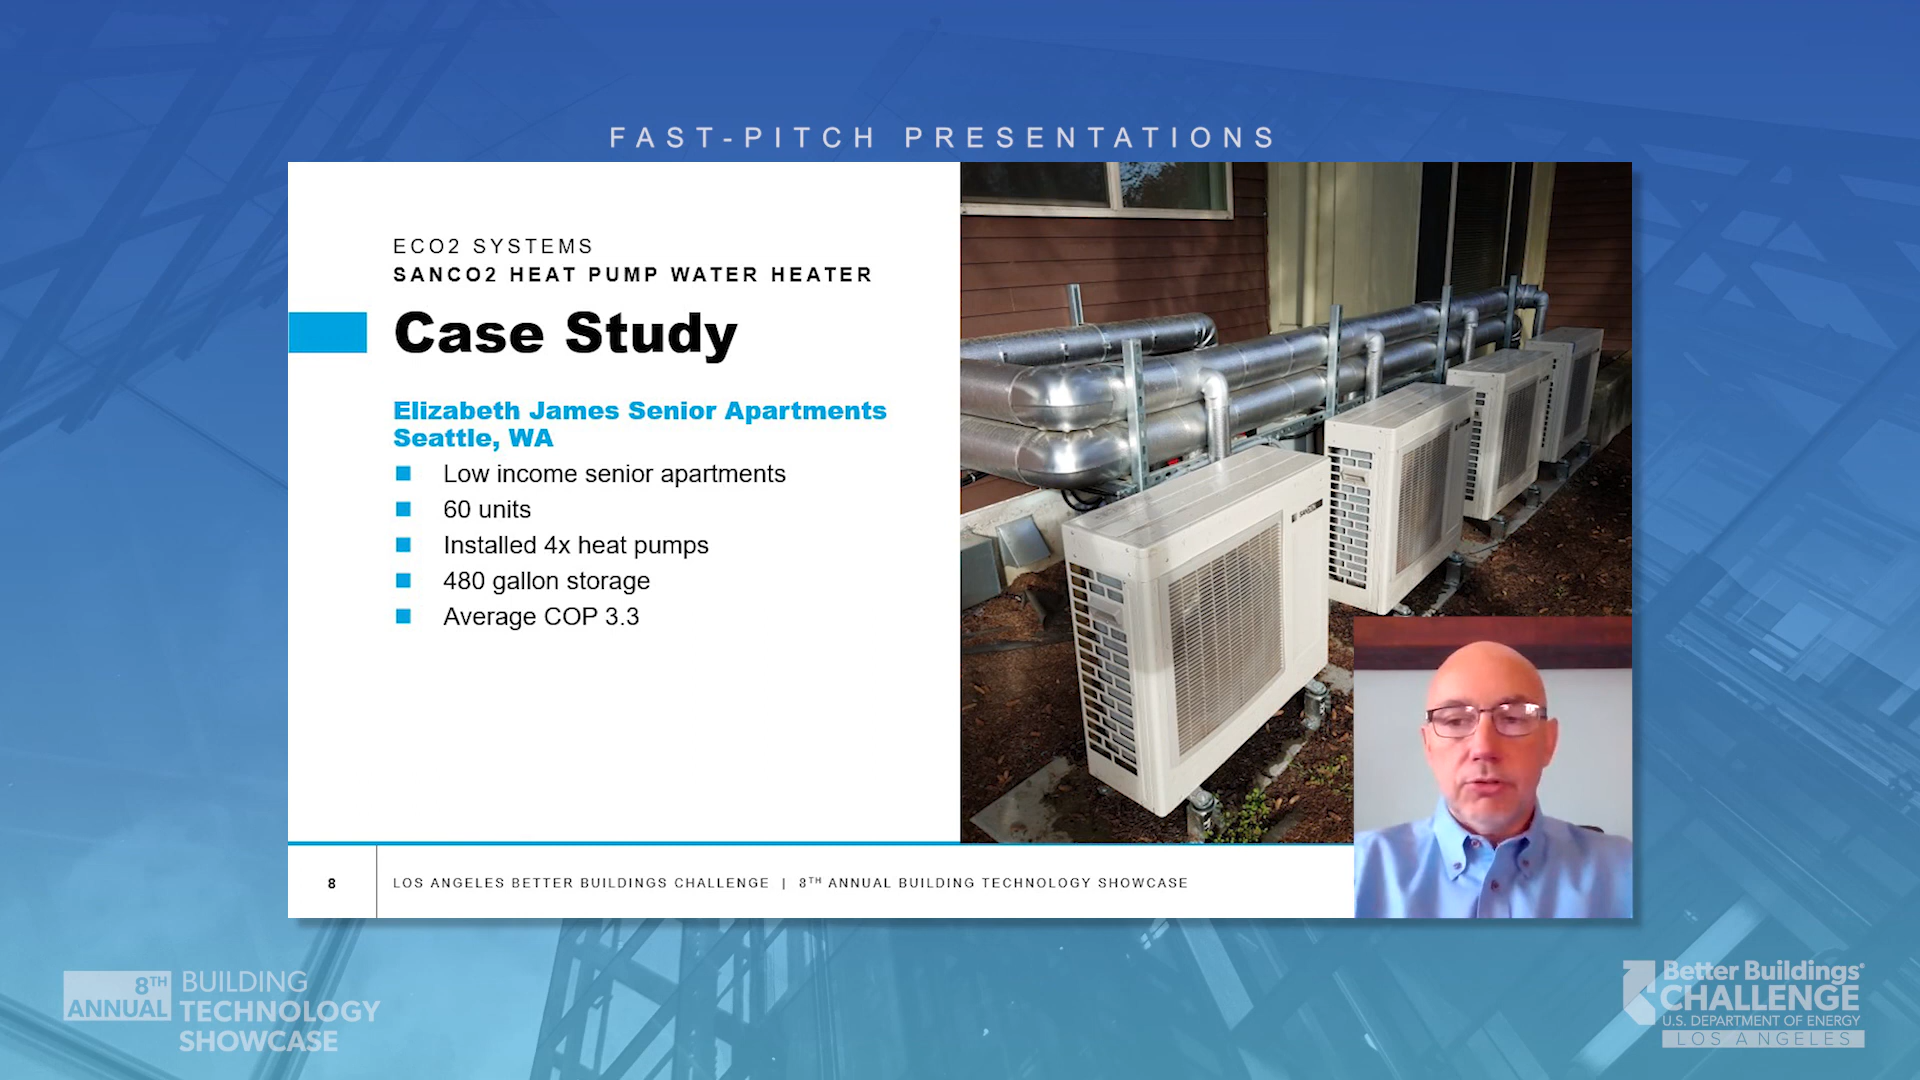 FAST-PITCH PRESENTATIONS
ECO2 SYSTEMS
SANCO2 HEAT PUMP WATER HEATER
Case Study
Elizabeth James Senior Apartments
Seattle, WA
Low income senior apartments
60 units
Installed 4x heat pumps
480 gallon storage
Average COP 3.3
8
LOS ANGELES BETTER BUILDINGS CHALLENGE | 8TH ANNUAL BUILDING TECHNOLOGY SHOWCASE
8TH ANNUAL
BUILDING
TECHNOLOGY
SHOWCASE
Better Buildings®
CHALLENGE
U.S. DEPARTMENT OF ENERGY
LOS ANGELES